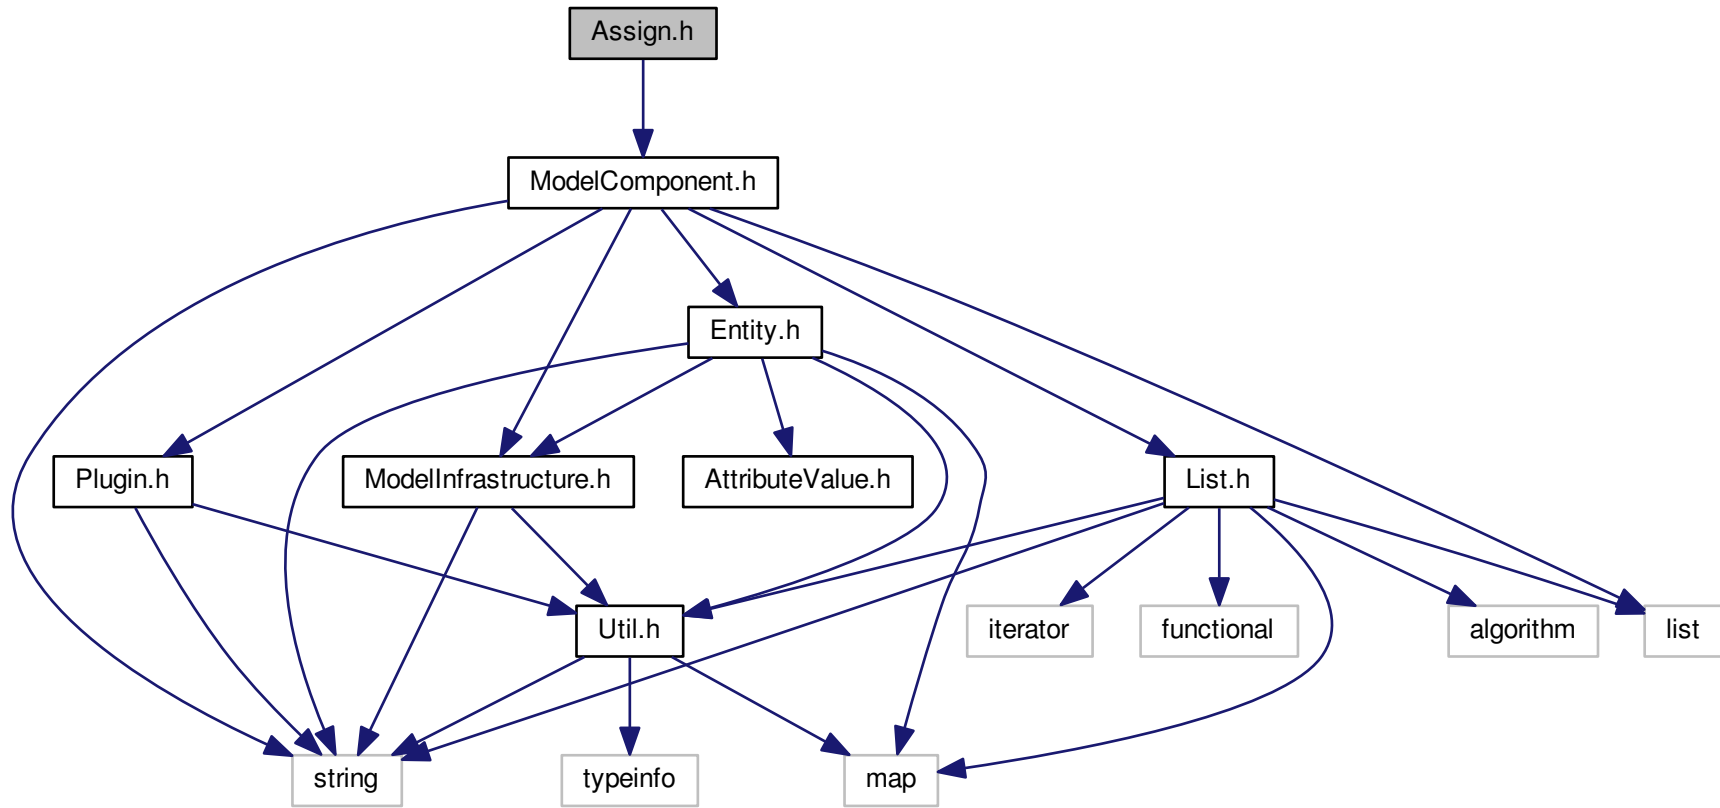 Assign.h
ModelComponent.h
Entity.h
Plugin.h
ModelInfrastructure.h
AttributeValue.h
List.h
Util.h
iterator
functional
algorithm
list
string
typeinfo
map